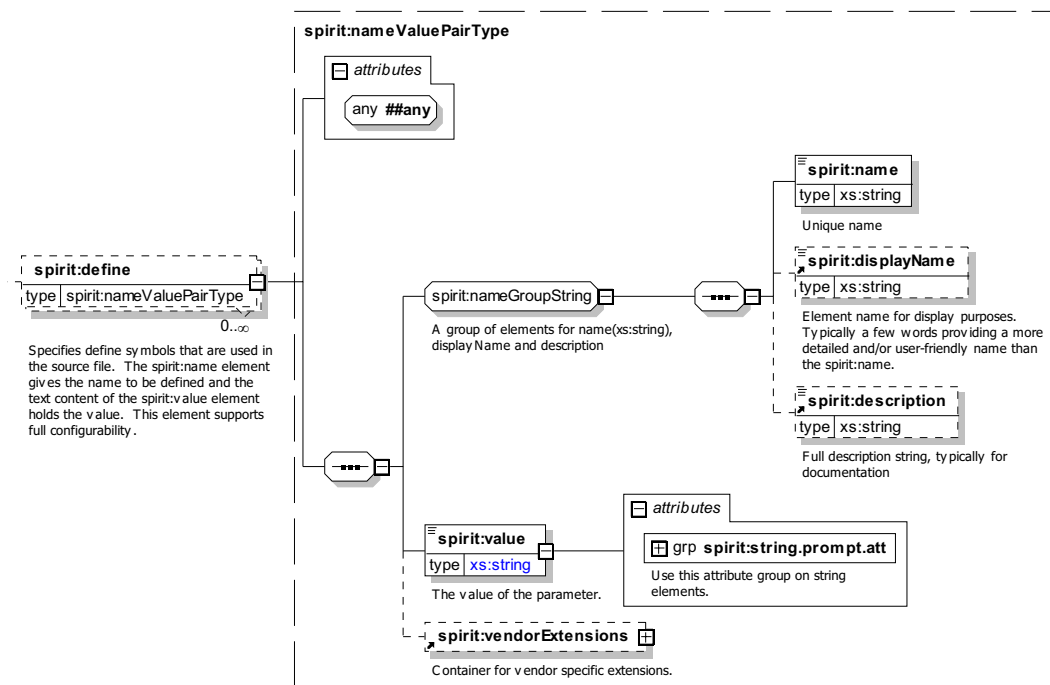 spirit:nameValuePairType
attributes
any ##any
spirit:name
type xs:string
Unique name
spirit:displayName
type xs:string
Element name for display purposes.
Typically a few words providing a more
detailed and/or user-friendly name than
the spirit:name.
spirit:description
type xs:string
Full description string, typically for
documentation
spirit:nameGroupString
A group of elements for name(xs:string),
displayName and description
spirit:define
type spirit:nameValuePairType
0..∞
Specifies define symbols that are used in
the source file. The spirit:name element
gives the name to be defined and the
text content of the spirit:value element
holds the value. This element supports
full configurability.
spirit:value
type xs:string
The value of the parameter.
attributes
grp spirit:string.prompt.att
Use this attribute group on string
elements.
spirit:vendorExtensions
Container for vendor specific extensions.